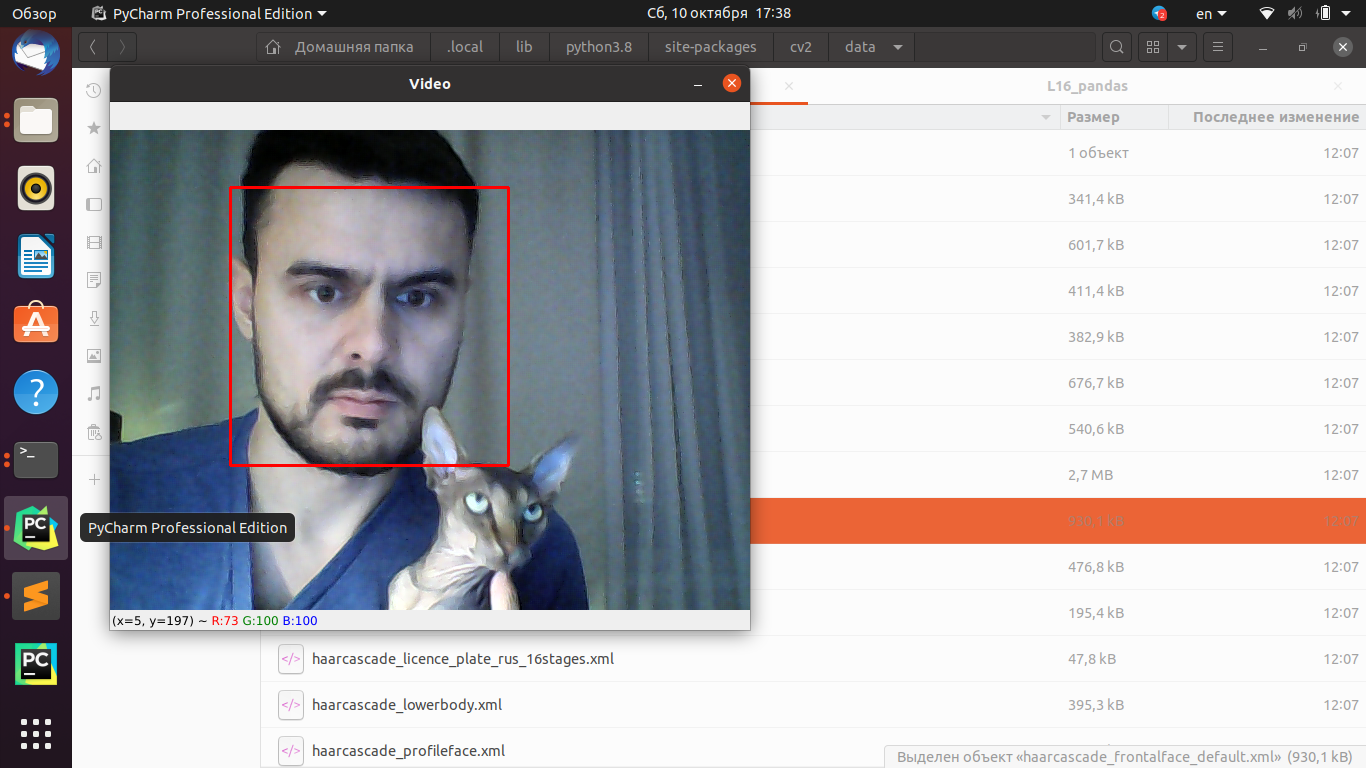 Обзор PyCharm Professional Edition Сб, 10 октября 17:38 2 en
Домашняя папка .local lib python3.8 site-packages cv2 data
Video
L16_pandas
Размер Последнее изменение
1 объект 12:07
341,4 kB 12:07
601,7 kB 12:07
411,4 kB 12:07
382,9 kB 12:07
676,7 kB 12:07
540,6 kB 12:07
2,7 MB 12:07
930,1 kB 12:07
PC
PyCharm Professional Edition
476,8 kB 12:07
195,4 kB 12:07
(x=5, y=197) ~ R:73 G:100 B:100
</> haarcascade_licence_plate_rus_16stages.xml 47,8 kB 12:07
PC
</> haarcascade_lowerbody.xml 395,3 kB 12:07
</> haarcascade_profileface.xml
Выделен объект «haarcascade_frontalface_default.xml» (930,1 kB)